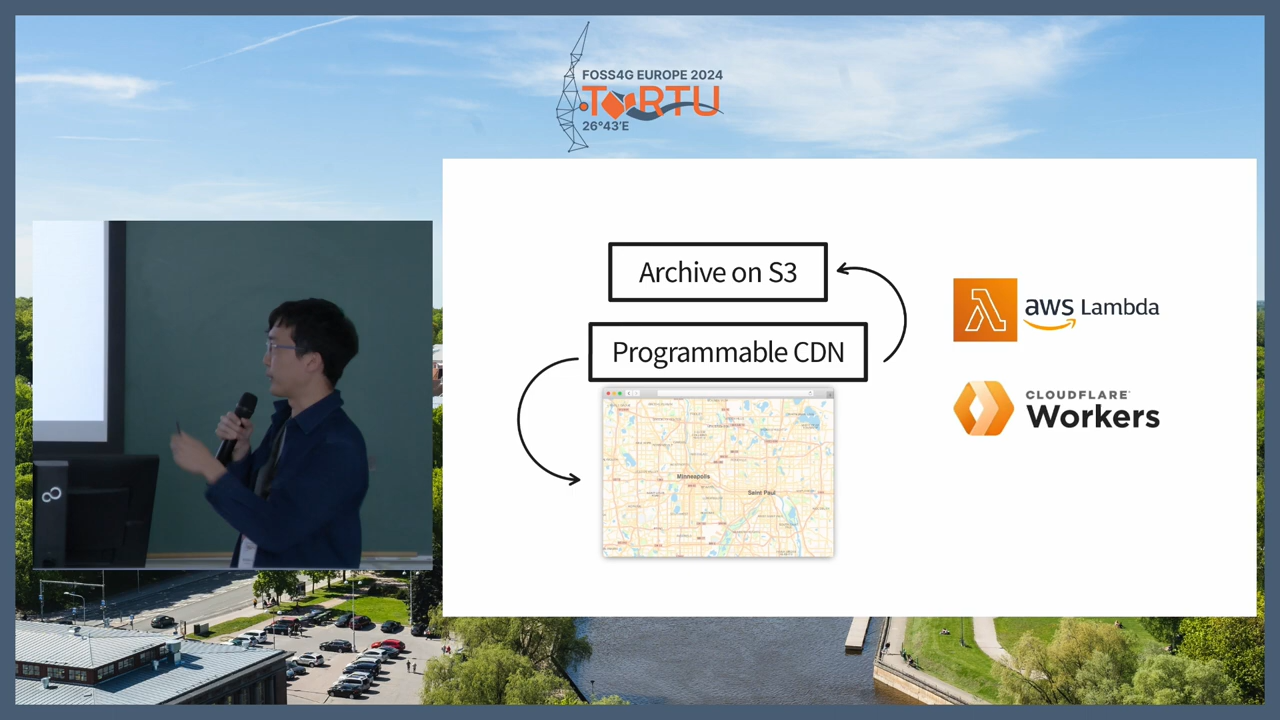 FOSS4G EUROPE 2024
TARTU
26°43'E
Archive on S3
Programmable CDN
Minneapolis
Saint Paul
aws Lambda
CLOUDFLARE
Workers